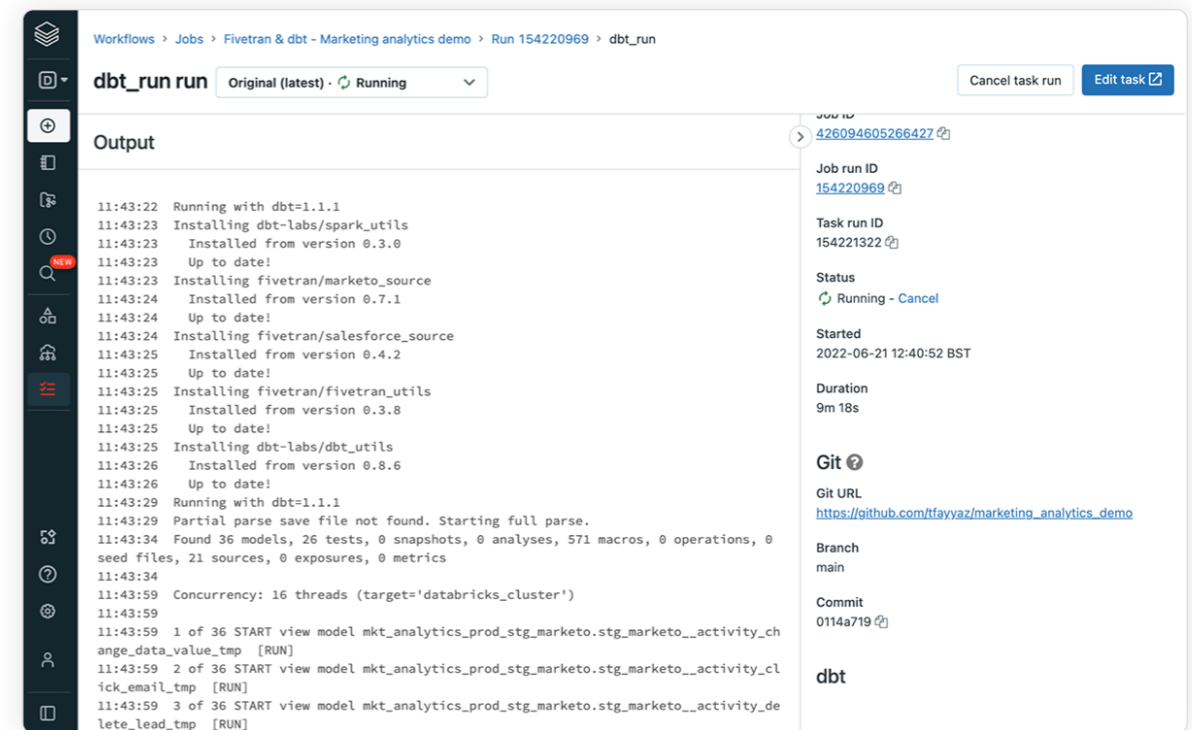 Workflows > Jobs > Fivetran & dbt - Marketing analytics demo > Run 154220969 > dbt_run
D
dbt_run run
Original (latest) · Running
Cancel task run
Edit task
NEW
Output
11:43:22 Running with dbt=1.1.1
11:43:23 Installing dbt-labs/spark_utils
11:43:23 Installed from version 0.3.0
11:43:23 Up to date!
11:43:23 Installing fivetran/marketo_source
11:43:24 Installed from version 0.7.1
11:43:24 Up to date!
11:43:24 Installing fivetran/salesforce_source
11:43:25 Installed from version 0.4.2
11:43:25 Up to date!
11:43:25 Installing fivetran/fivetran_utils
11:43:25 Installed from version 0.3.8
11:43:25 Up to date!
11:43:25 Installing dbt-labs/dbt_utils
11:43:26 Installed from version 0.8.6
11:43:26 Up to date!
11:43:29 Running with dbt=1.1.1
11:43:29 Partial parse save file not found. Starting full parse.
11:43:34 Found 36 models, 26 tests, 0 snapshots, 0 analyses, 571 macros, 0 operations, 0
seed files, 21 sources, 0 exposures, 0 metrics
11:43:34
11:43:59 Concurrency: 16 threads (target='databricks_cluster')
11:43:59
11:43:59 1 of 36 START view model mkt_analytics_prod_stg_marketo.stg_marketo__activity_ch
ange_data_value_tmp [RUN]
11:43:59 2 of 36 START view model mkt_analytics_prod_stg_marketo.stg_marketo__activity_cl
ick_email_tmp [RUN]
11:43:59 3 of 36 START view model mkt_analytics_prod_stg_marketo.stg_marketo__activity_de
lete_lead_tmp [RUN]
Job ID
426094605266427
Job run ID
154220969
Task run ID
154221322
Status
Running - Cancel
Started
2022-06-21 12:40:52 BST
Duration
9m 18s
Git
Git URL
https://github.com/tfayyaz/marketing_analytics_demo
Branch
main
Commit
0114a719
dbt